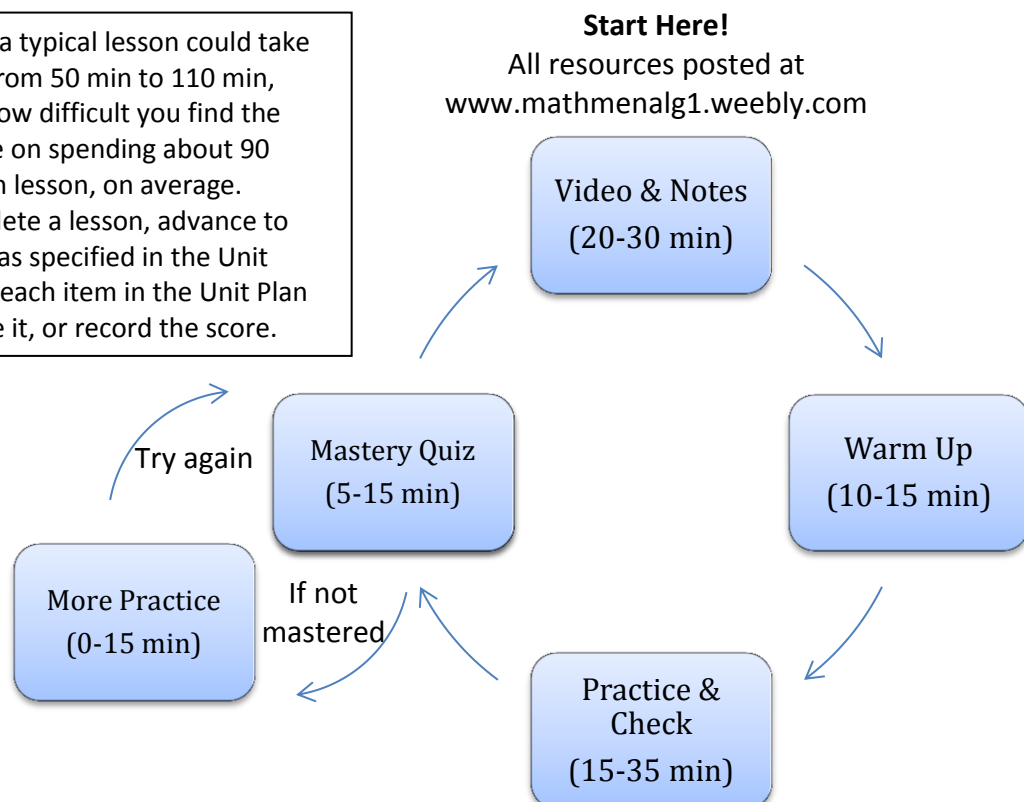 a typical lesson could take
rom 50 min to 110 min,
ow difficult you find the
e on spending about 90
n lesson, on average.
lete a lesson, advance to
as specified in the Unit
each item in the Unit Plan
e it, or record the score.
Start Here!
All resources posted at
www.mathmenalg1.weebly.com
Video & Notes
(20-30 min)
Warm Up
(10-15 min)
Practice &
Check
(15-35 min)
Mastery Quiz
(5-15 min)
If not
mastered
More Practice
(0-15 min)
Try again